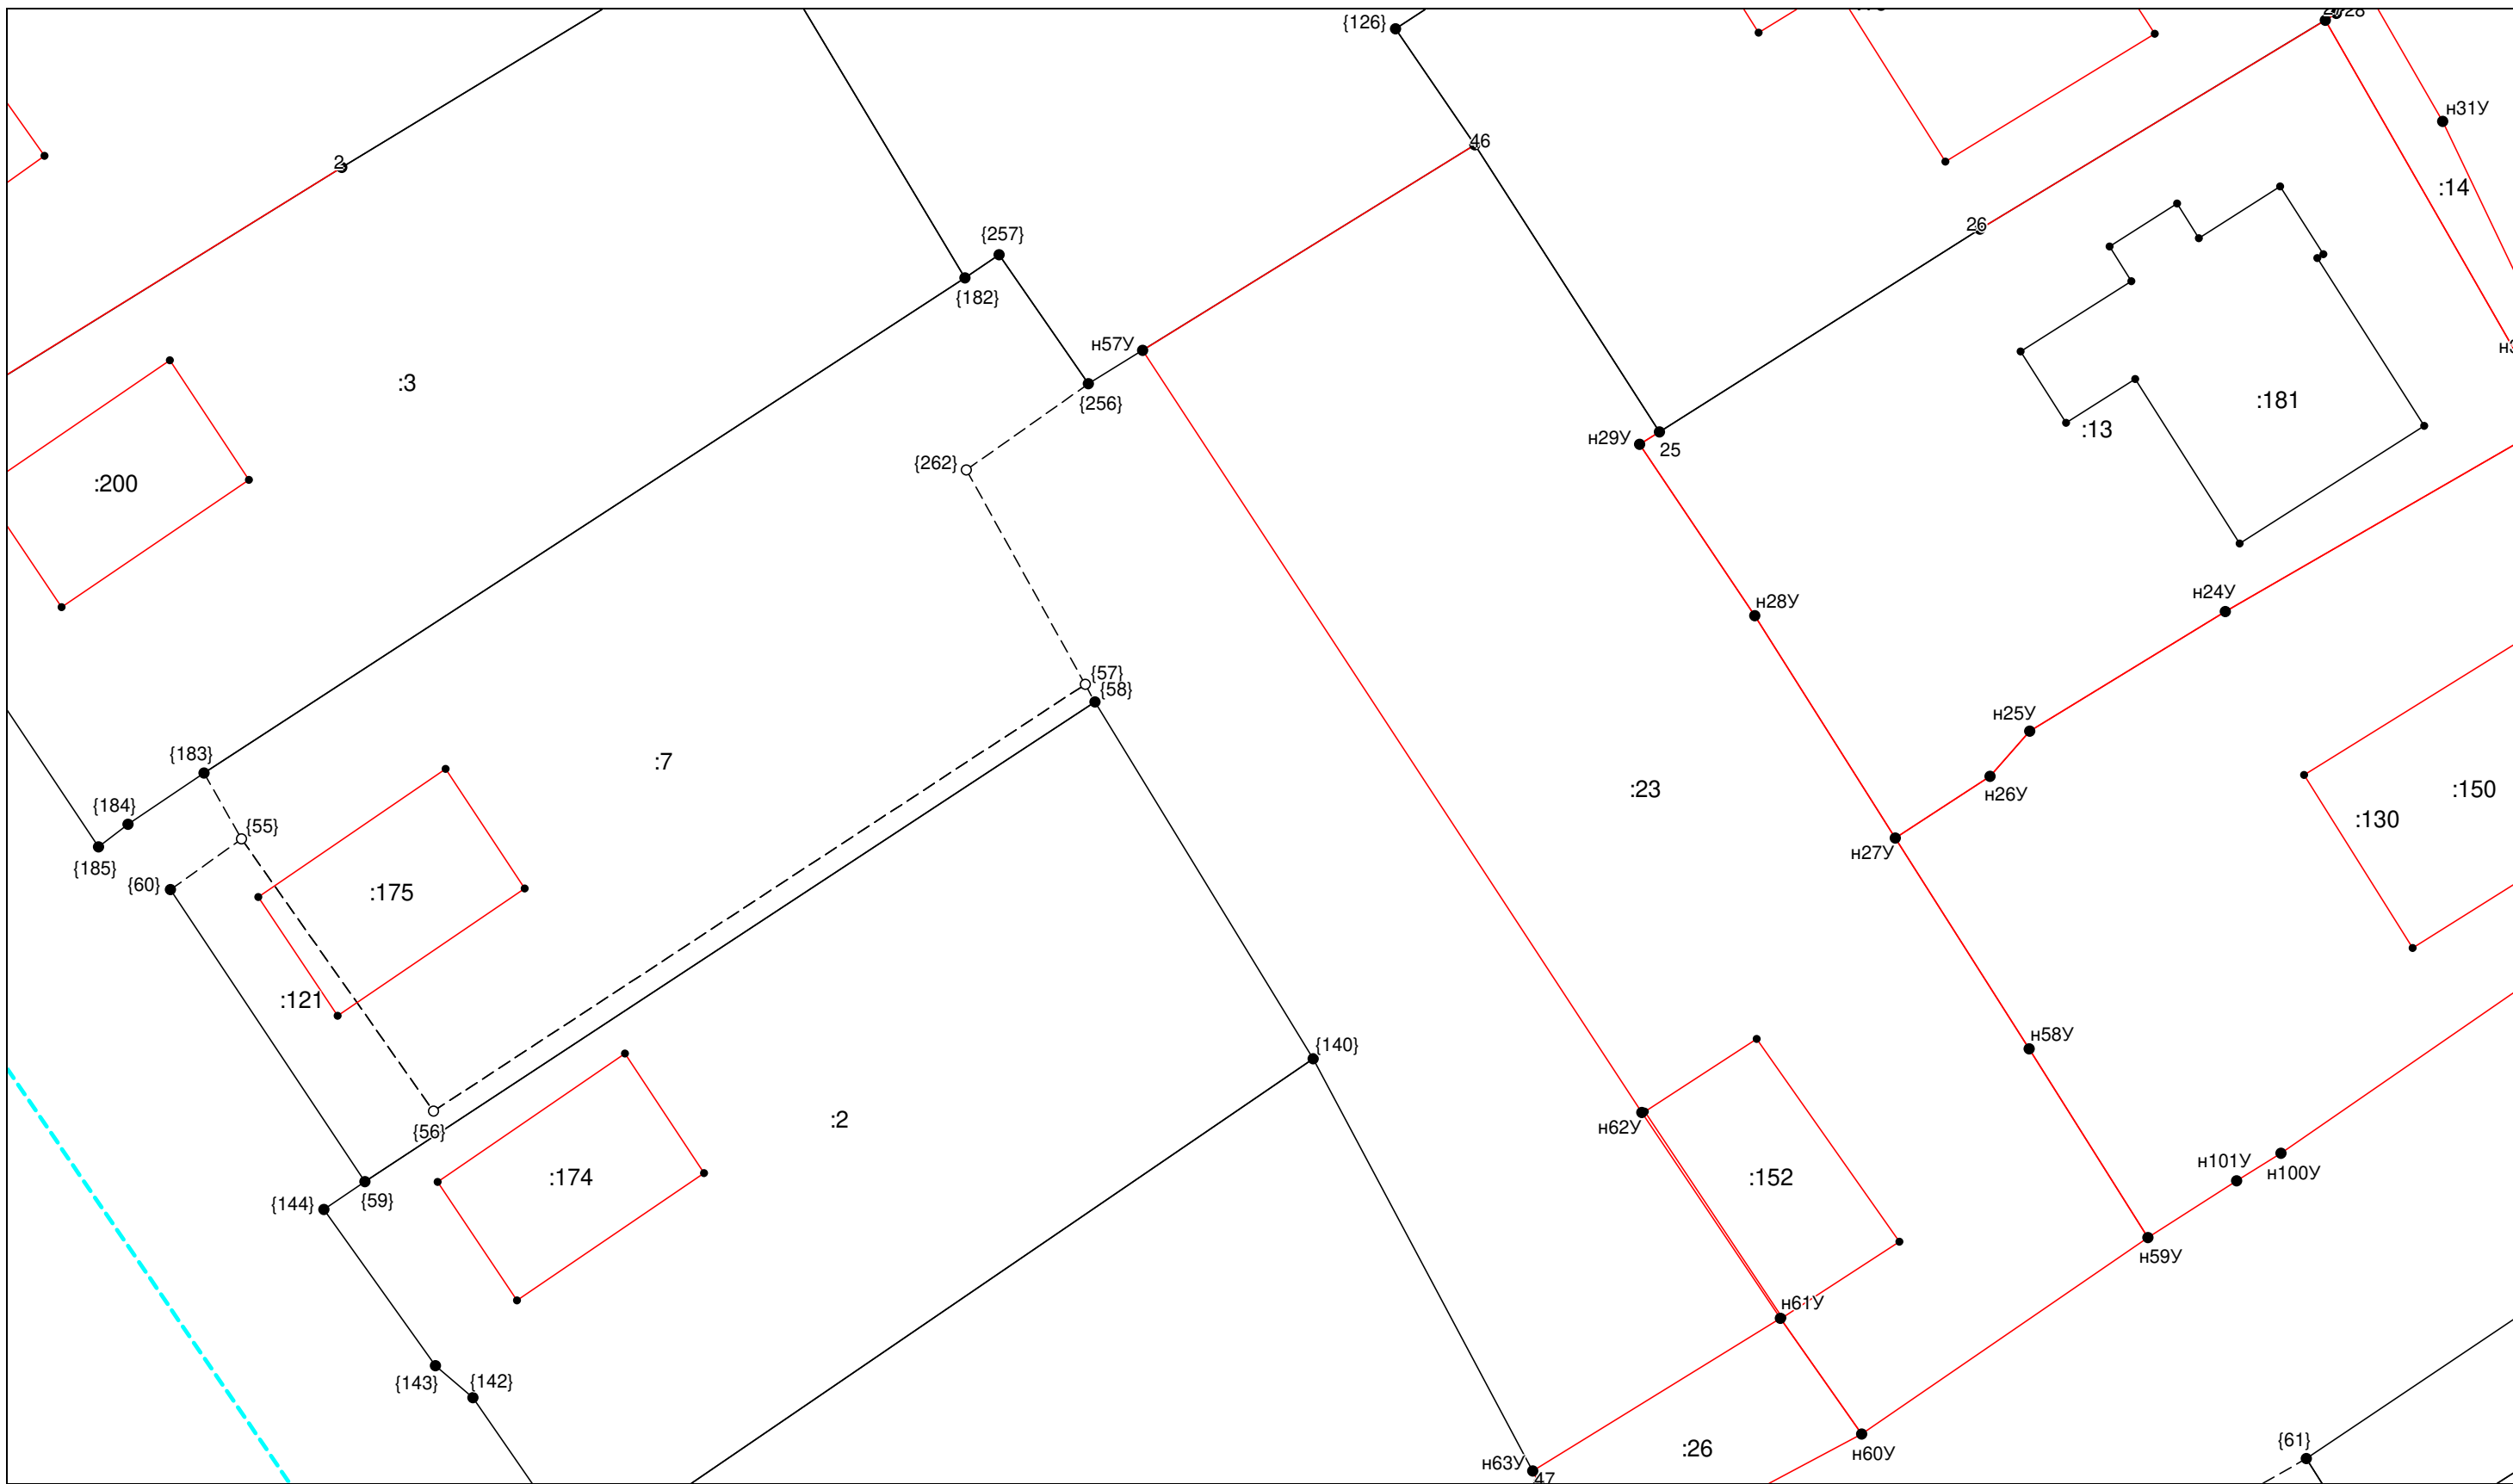 {126}
н31У
46
2
:14
26
{257}
{182}
н57У
:3
{256}
:181
:13
н29У
25
{262}
:200
н28У
н24У
{57}
{58}
н25У
{183}
:7
:23
н26У
:150
{184}
{55}
:130
{185}
н27У
{60}
:175
:121
н58У
{140}
{56}
:2
н62У
н101У
н100У
:174
:152
{144}
{59}
н59У
н61У
{143}
{142}
н63У
47
:26
н60У
{61}